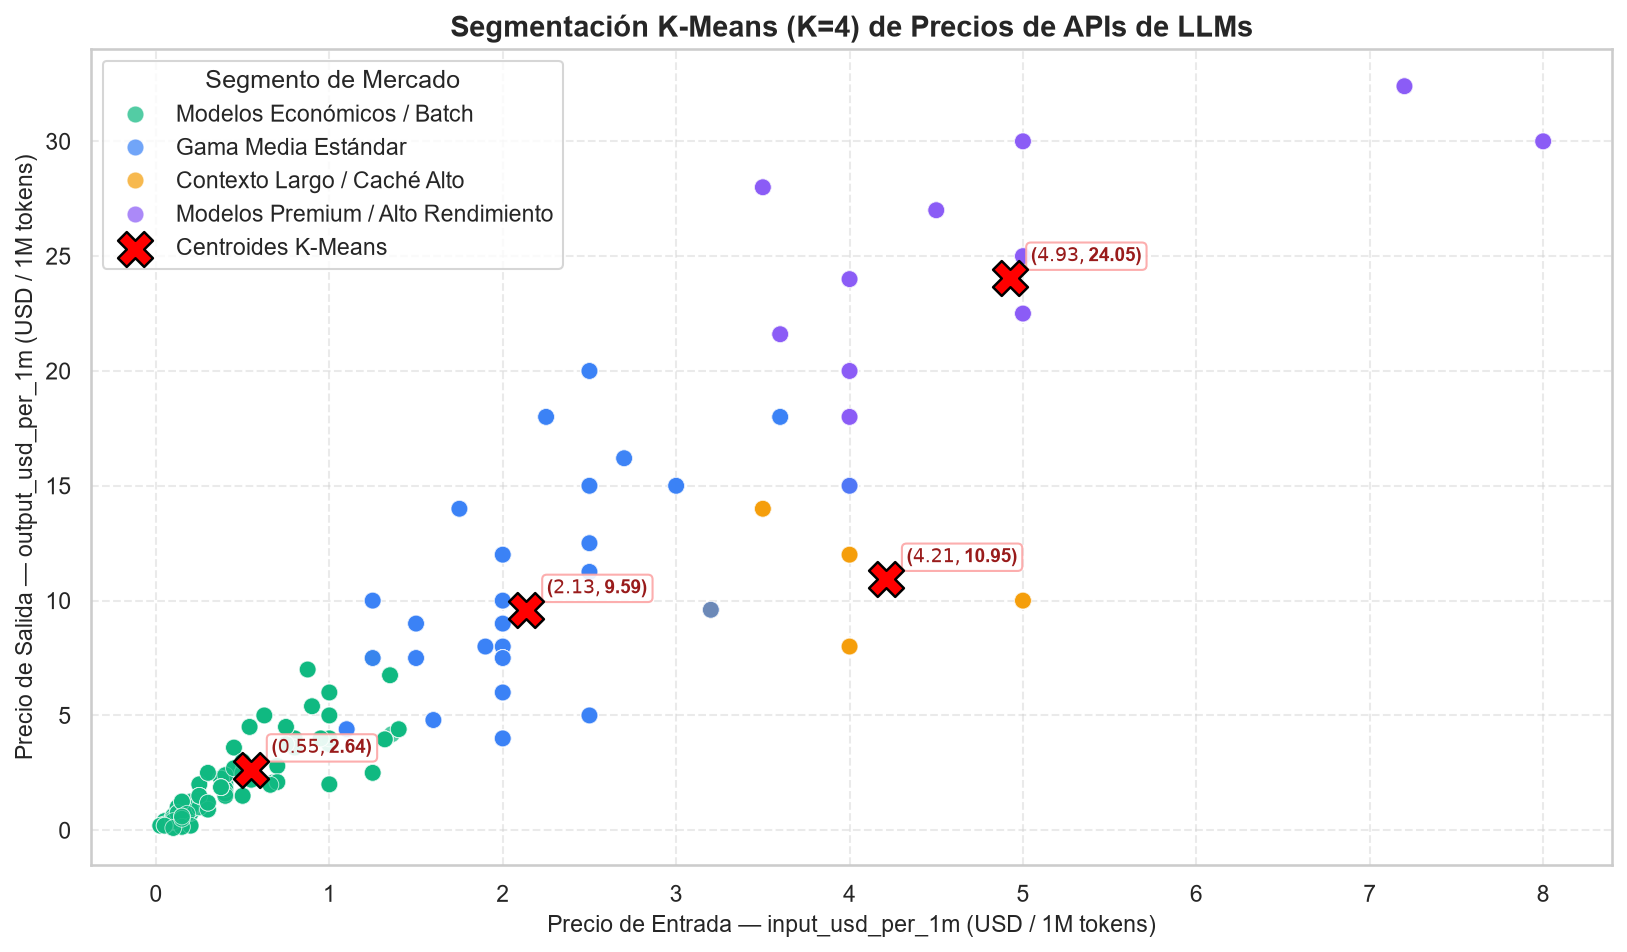 Segmentación K-Means (K=4) de Precios de APIs de LLMs
Segmento de Mercado
Modelos Económicos / Batch
Gama Media Estándar
Contexto Largo / Caché Alto
Modelos Premium / Alto Rendimiento
Centroides K-Means
Precio de Salida — output_usd_per_1m (USD / 1M tokens)
30
25
20
15
10
5
0
(4.93, 24.05)
(4.21, 10.95)
(2.13, 9.59)
(0.55, 2.64)
0 1 2 3 4 5 6 7 8
Precio de Entrada — input_usd_per_1m (USD / 1M tokens)